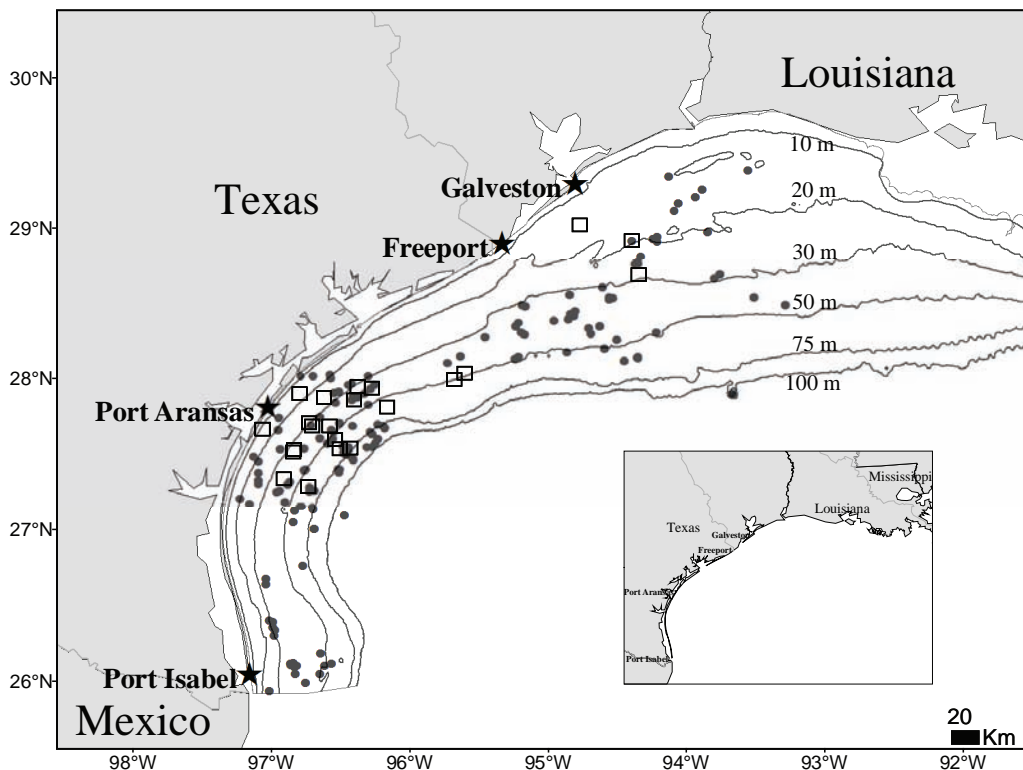 30°N
29°N
28°N
27°N
26°N
Louisiana
Texas
10 m
20 m
30 m
50 m
75 m
100 m
Galveston
Freeport
Port Aransas
Port Isabel
Mexico
Mississippi
Louisiana
Texas
Galveston
Freeport
Port Aransas
Port Isabel
20
Km
98°W
97°W
96°W
95°W
94°W
93°W
92°W